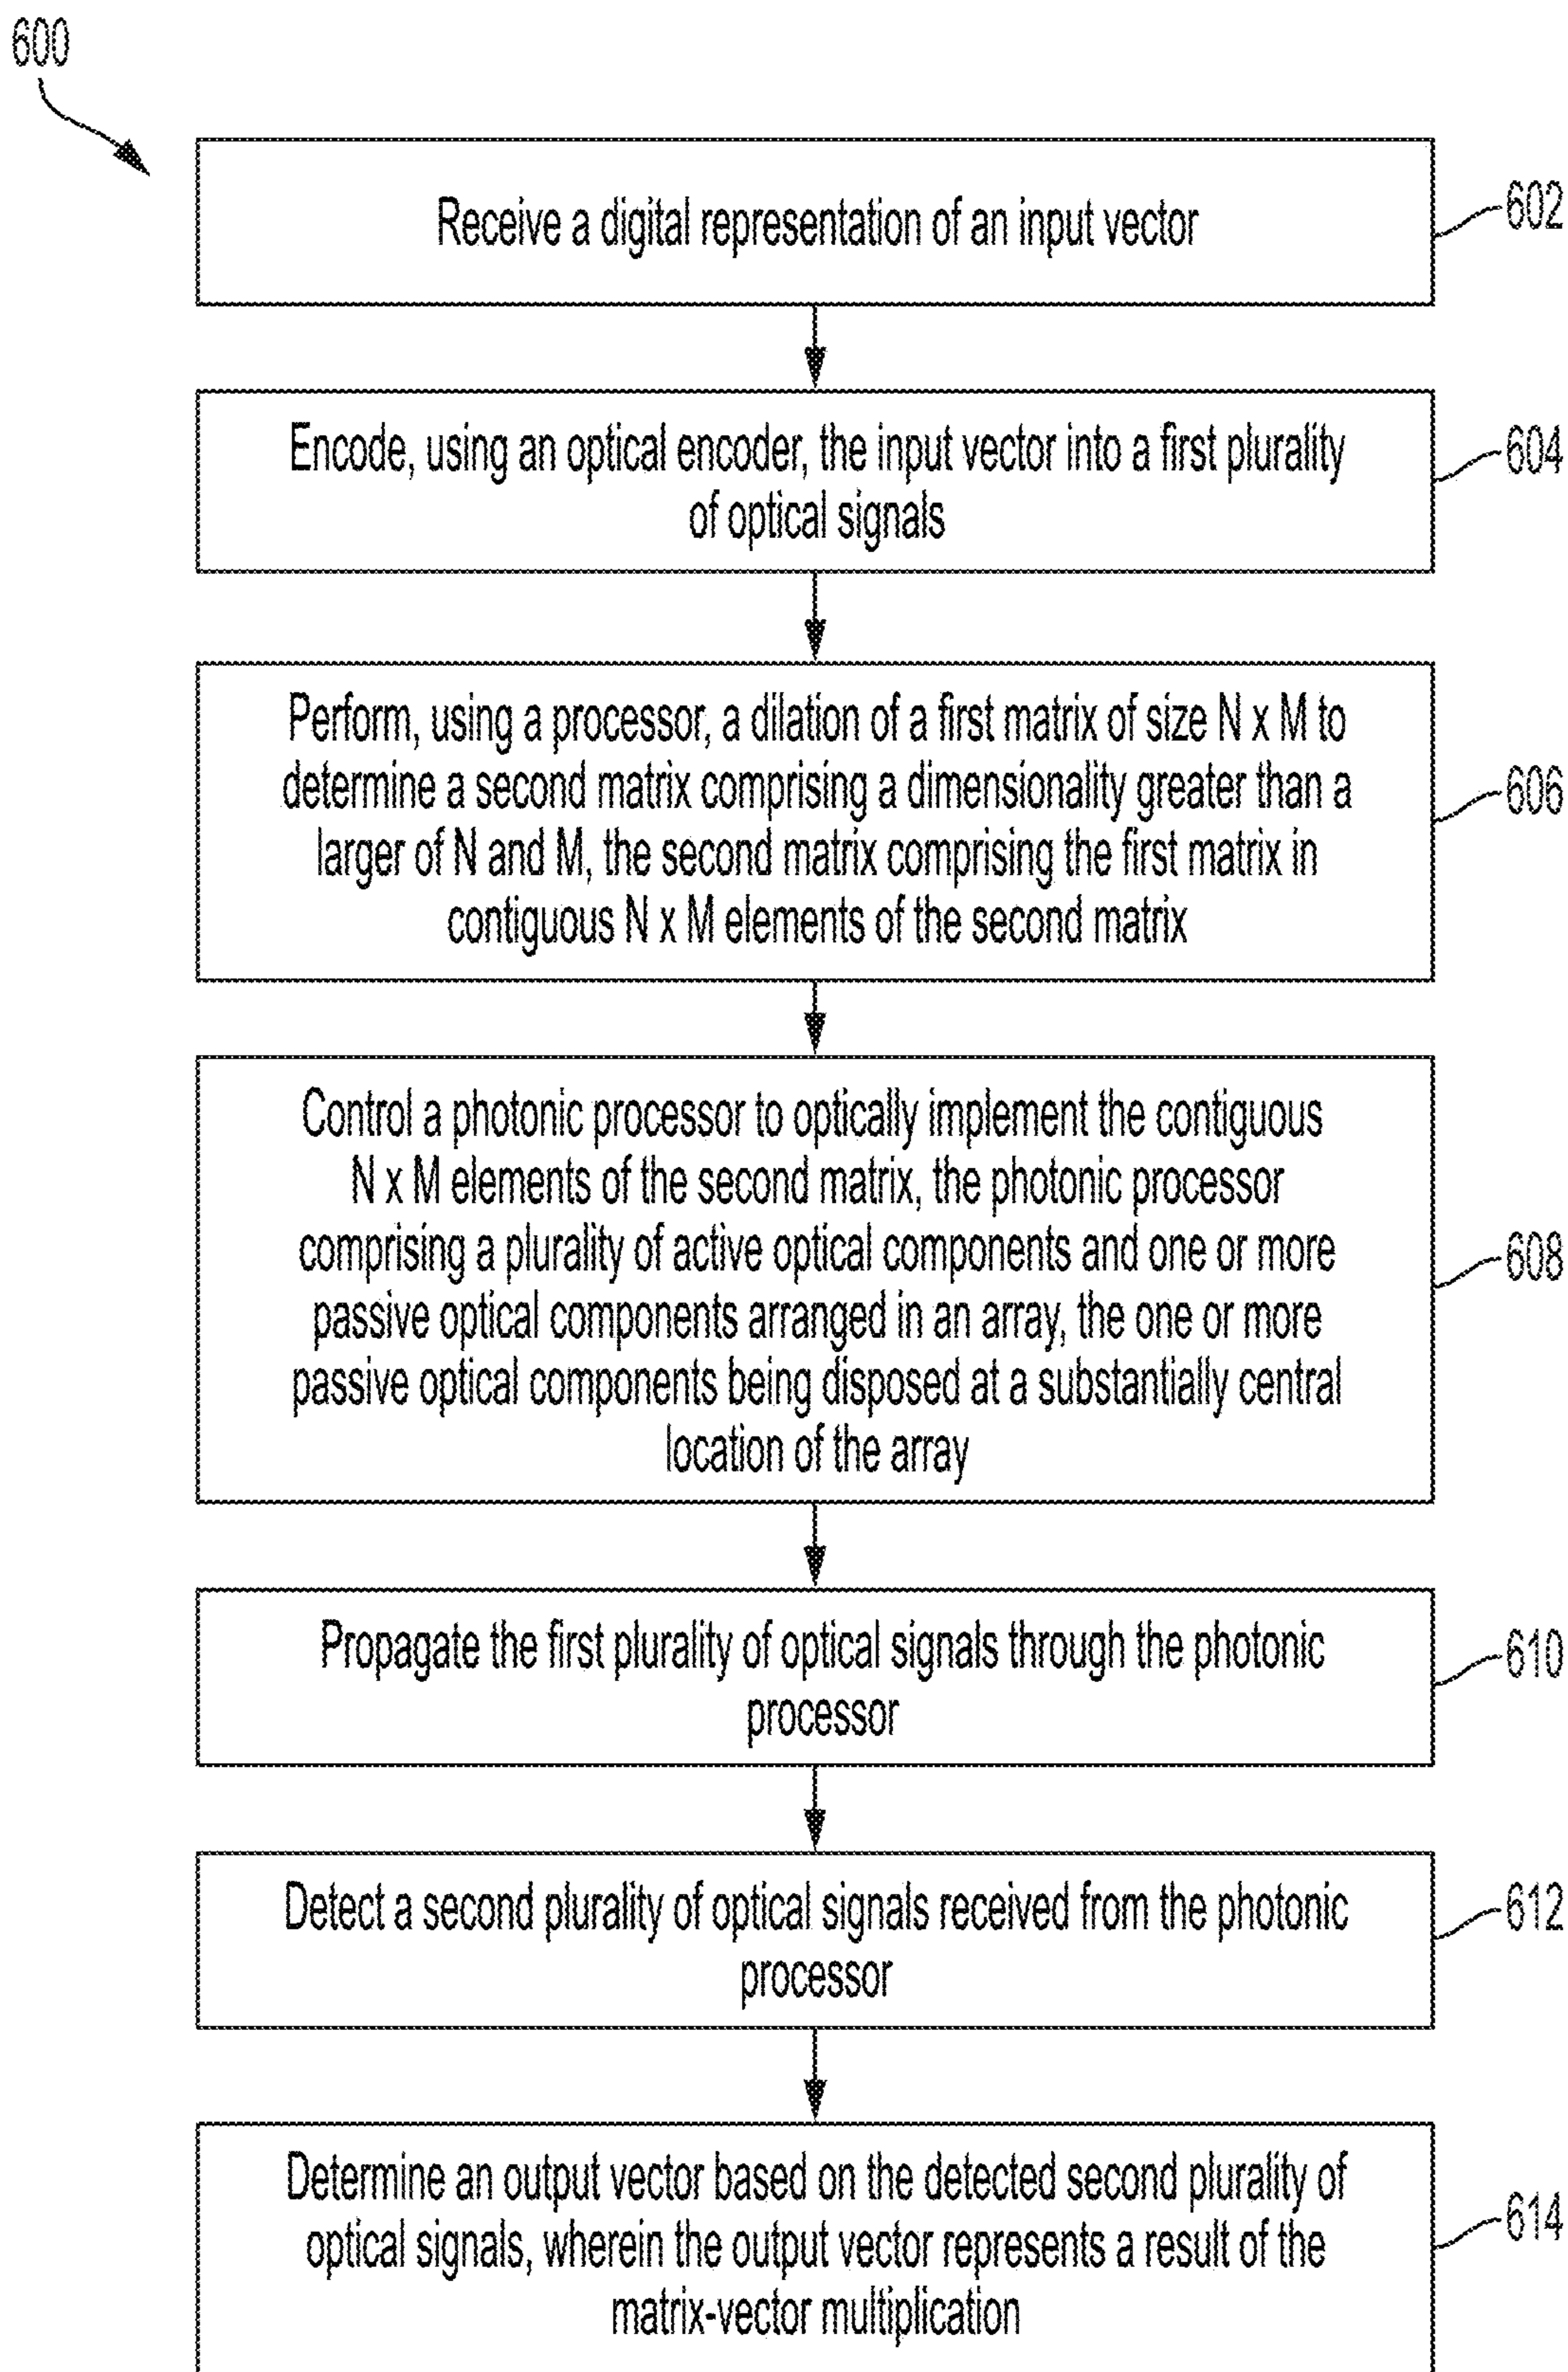 600
Receive a digital representation of an input vector
602
Encode, using an optical encoder, the input vector into a first plurality
of optical signals
604
Perform, using a processor, a dilation of a first matrix of size N x M to
determine a second matrix comprising a dimensionality greater than a
larger of N and M, the second matrix comprising the first matrix in
contiguous N x M elements of the second matrix
606
Control a photonic processor to optically implement the contiguous
N x M elements of the second matrix, the photonic processor
comprising a plurality of active optical components and one or more
passive optical components arranged in an array, the one or more
passive optical components being disposed at a substantially central
location of the array
608
Propagate the first plurality of optical signals through the photonic
processor
610
Detect a second plurality of optical signals received from the photonic
processor
612
Determine an output vector based on the detected second plurality of
optical signals, wherein the output vector represents a result of the
matrix-vector multiplication
614